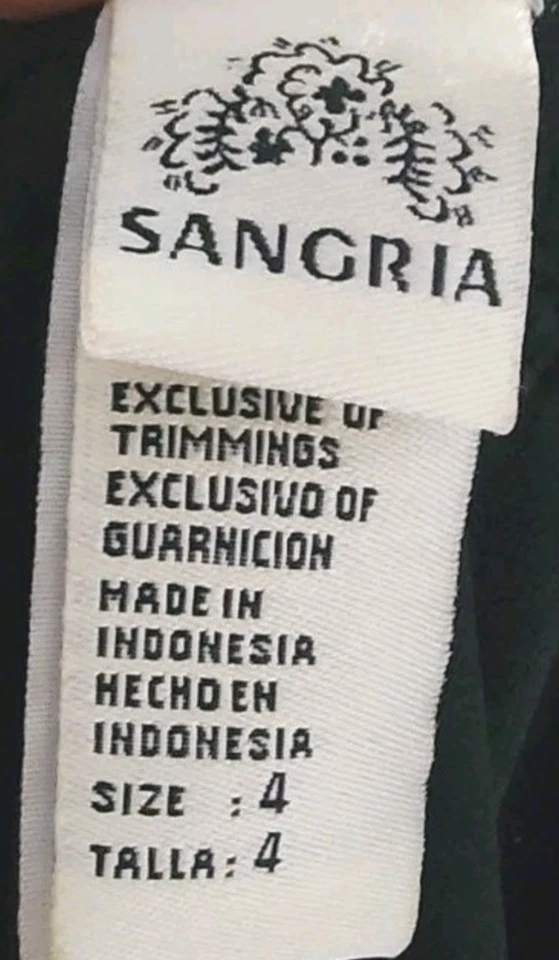 SANGRIA
EXCLUSIVE OF
TRIMMINGS
EXCLUSIVO OF
GUARNICION
MADE IN
INDONESIA
HECHO EN
INDONESIA
SIZE : 4
TALLA: 4